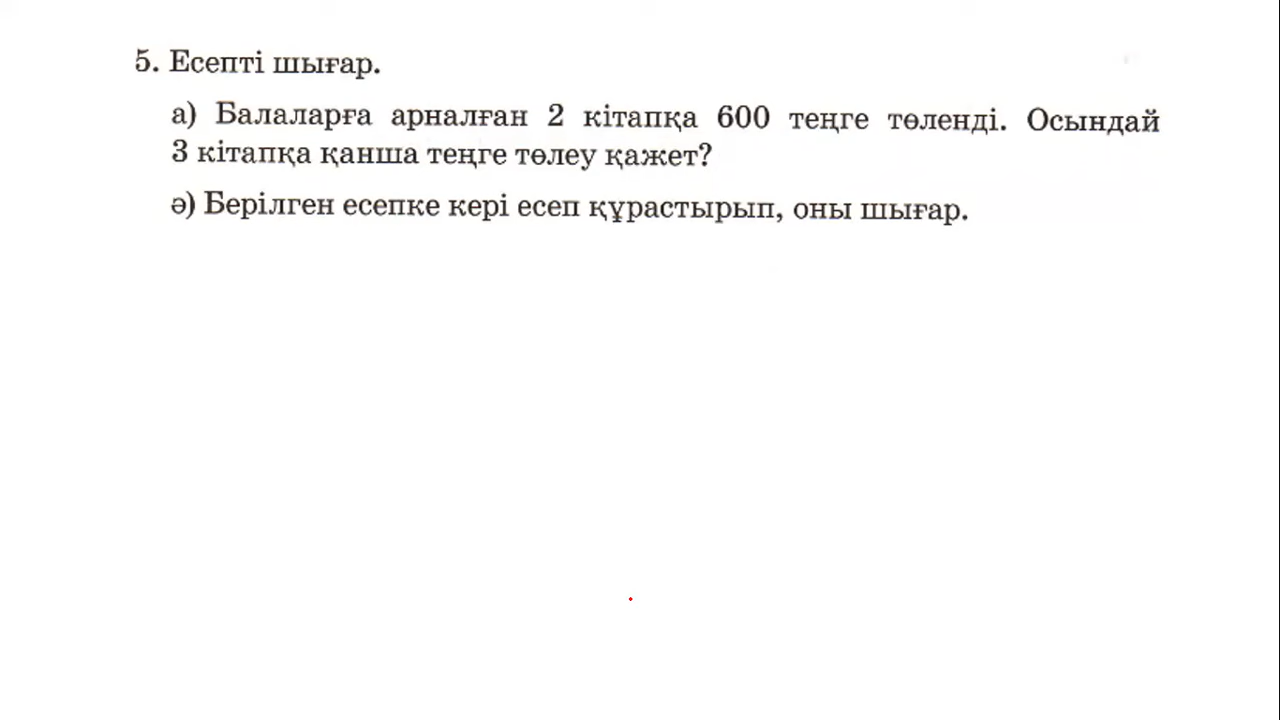 5. Есепті шығар.
а) Балаларға арналған 2 кітапқа 600 теңге төленді. Осындай
3 кітапқа қанша теңге төлеу қажет?
ә) Берілген есепке кері есеп құрастырып, оны шығар.